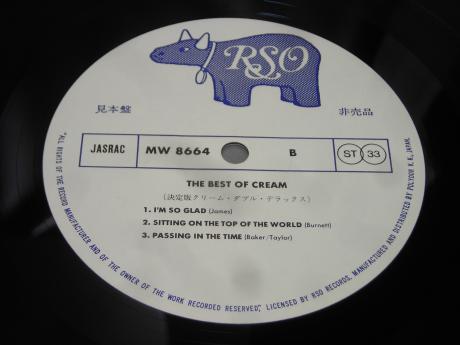 RSO
見本盤 非売品
JASRAC MW 8664 B ST 33
THE BEST OF CREAM
(決定版クリーム・ダブル・デラックス)
1. I'M SO GLAD (James)
2. SITTING ON THE TOP OF THE WORLD (Burnett)
3. PASSING IN THE TIME (Baker/Taylor)
"ALL RIGHTS OF THE RECORD MANUFACTURER AND OF THE OWNER OF THE WORK RECORDED RESERVED", LICENSED BY RSO RECORDS, MANUFACTURED AND DISTRIBUTED BY POLYDOR K. K., JAPAN.